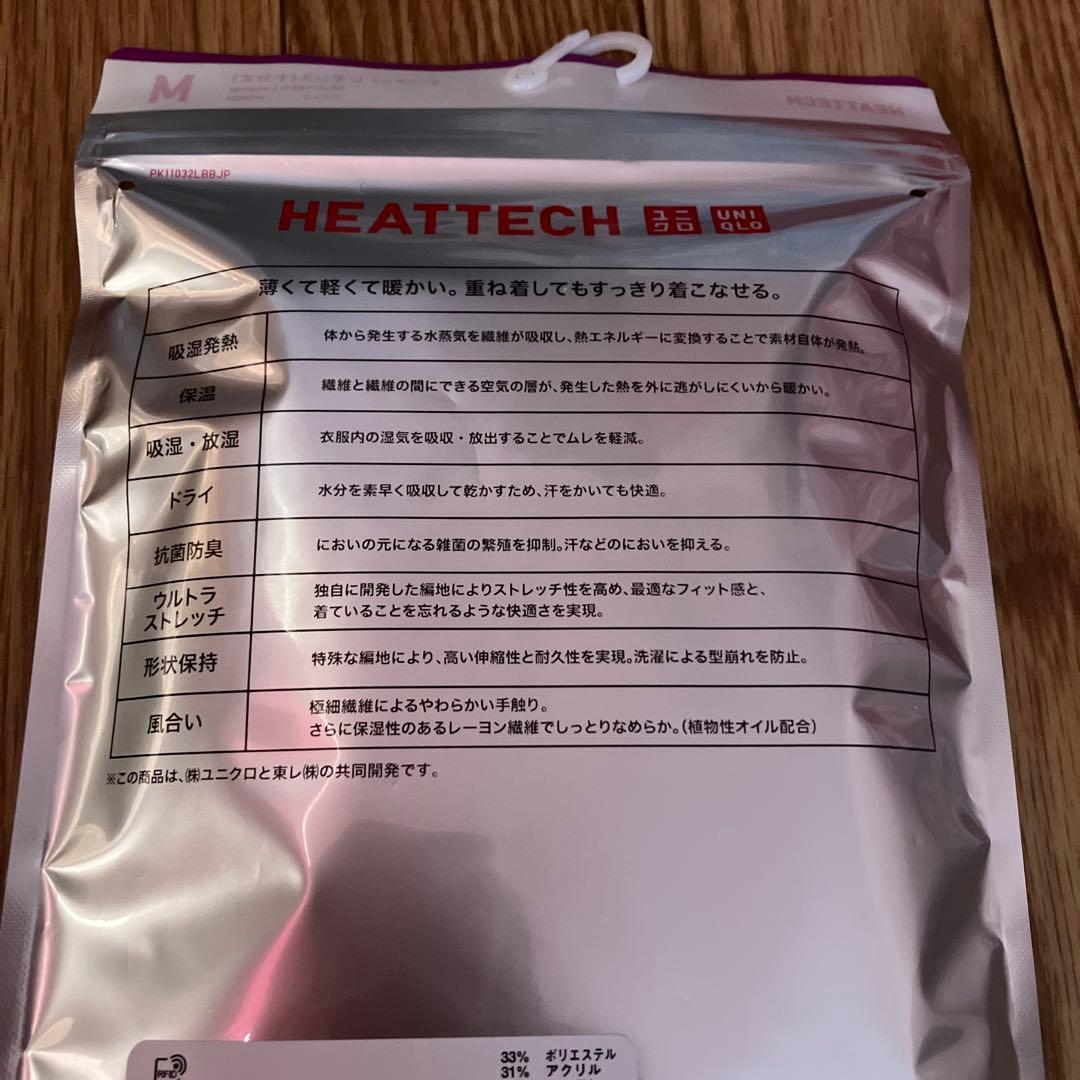 M
PK11032LBBJP
HEATTECH ユニクロ UNIQLO
薄くて軽くて暖かい。重ね着してもすっきり着こなせる。
吸湿発熱 体から発生する水蒸気を繊維が吸収し、熱エネルギーに変換することで素材自体が発熱。
保温 繊維と繊維の間にできる空気の層が、発生した熱を外に逃がしにくいから暖かい。
吸湿・放湿 衣服内の湿気を吸収・放出することでムレを軽減。
ドライ 水分を素早く吸収して乾かすため、汗をかいても快適。
抗菌防臭 においの元になる雑菌の繁殖を抑制。汗などのにおいを抑える。
ウルトラ
ストレッチ
独自に開発した編地によりストレッチ性を高め、最適なフィット感と、
着ていることを忘れるような快適さを実現。
形状保持 特殊な編地により、高い伸縮性と耐久性を実現。洗濯による型崩れを防止。
風合い
極細繊維によるやわらかい手触り。
さらに保湿性のあるレーヨン繊維でしっとりなめらか。(植物性オイル配合)
※この商品は、㈱ユニクロと東レ㈱の共同開発です。
RFID
33% ポリエステル
31% アクリル